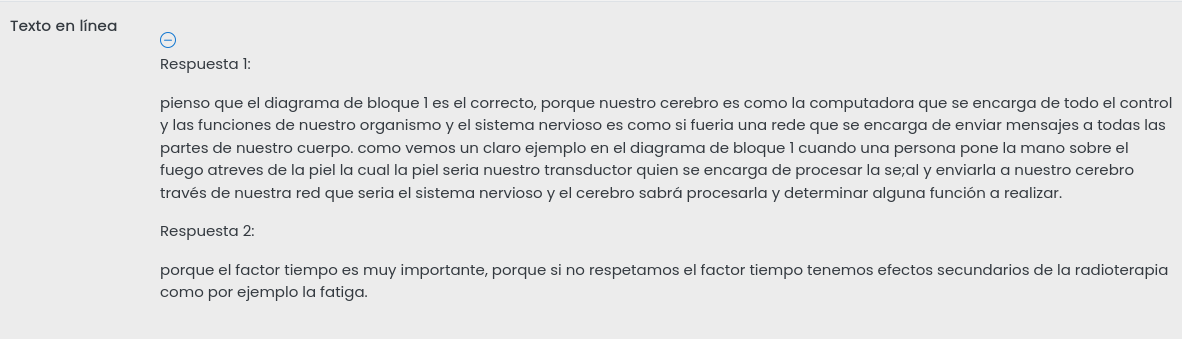 Texto en línea
Respuesta 1:
pienso que el diagrama de bloque 1 es el correcto, porque nuestro cerebro es como la computadora que se encarga de todo el control
y las funciones de nuestro organismo y el sistema nervioso es como si fueria una rede que se encarga de enviar mensajes a todas las
partes de nuestro cuerpo. como vemos un claro ejemplo en el diagrama de bloque 1 cuando una persona pone la mano sobre el
fuego atreves de la piel la cual la piel seria nuestro transductor quien se encarga de procesar la se;al y enviarla a nuestro cerebro
través de nuestra red que seria el sistema nervioso y el cerebro sabrá procesarla y determinar alguna función a realizar.
Respuesta 2:
porque el factor tiempo es muy importante, porque si no respetamos el factor tiempo tenemos efectos secundarios de la radioterapia
como por ejemplo la fatiga.